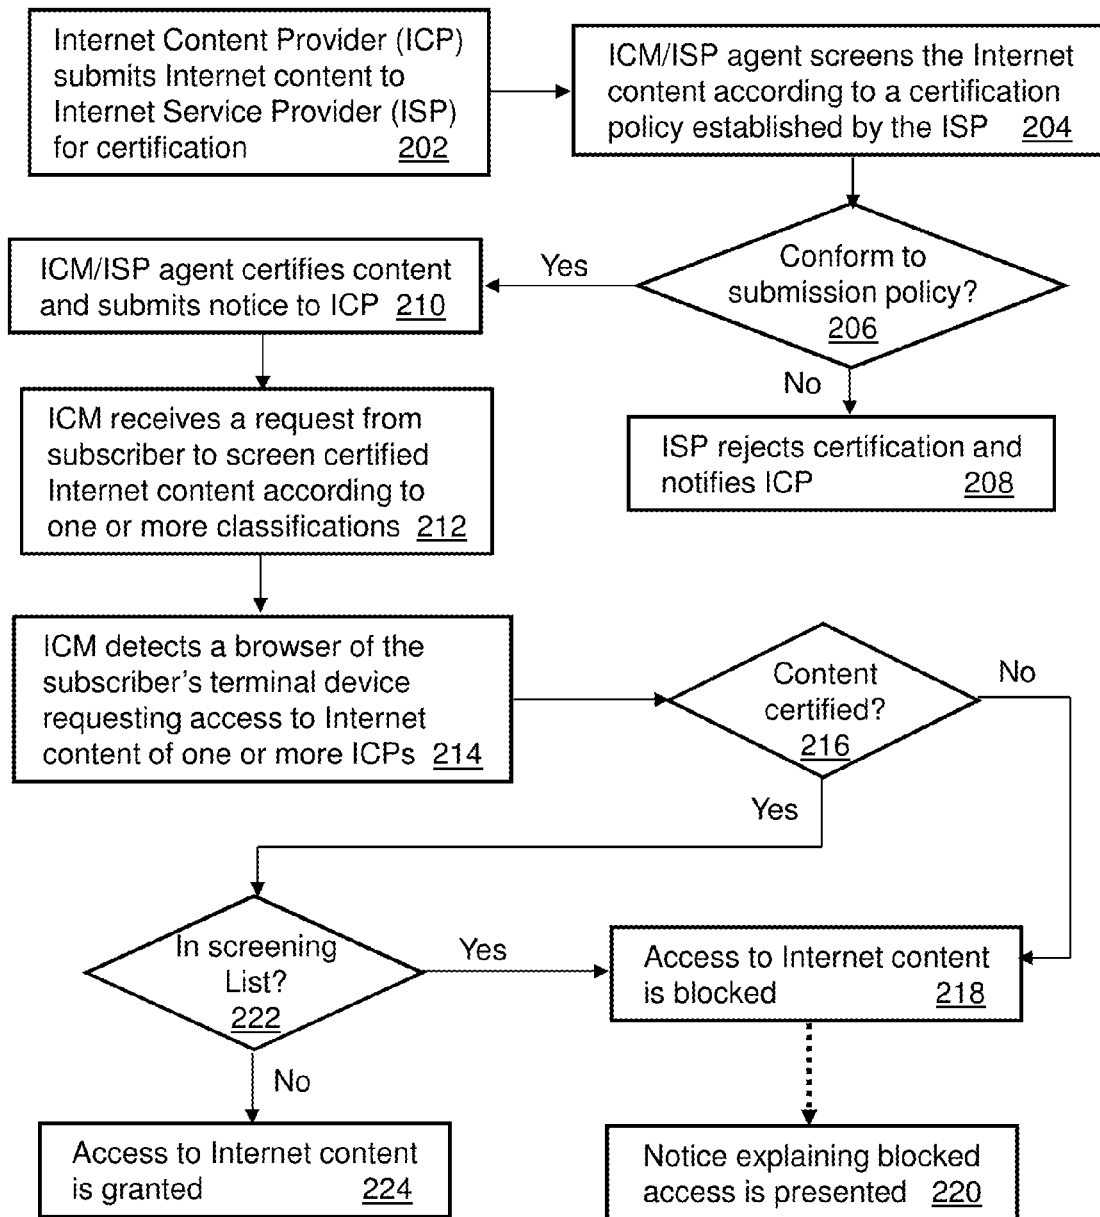 Internet Content Provider (ICP)
submits Internet content to
Internet Service Provider (ISP)
for certification 202
ICM/ISP agent screens the Internet
content according to a certification
policy established by the ISP 204
Conform to
submission policy?
206
Yes
No
ICM/ISP agent certifies content
and submits notice to ICP 210
ISP rejects certification and
notifies ICP 208
ICM receives a request from
subscriber to screen certified
Internet content according to
one or more classifications 212
ICM detects a browser of the
subscriber's terminal device
requesting access to Internet
content of one or more ICPs 214
Content
certified?
216
No
Yes
In screening
List?
222
Yes
No
Access to Internet content
is blocked 218
Access to Internet content
is granted 224
Notice explaining blocked
access is presented 220